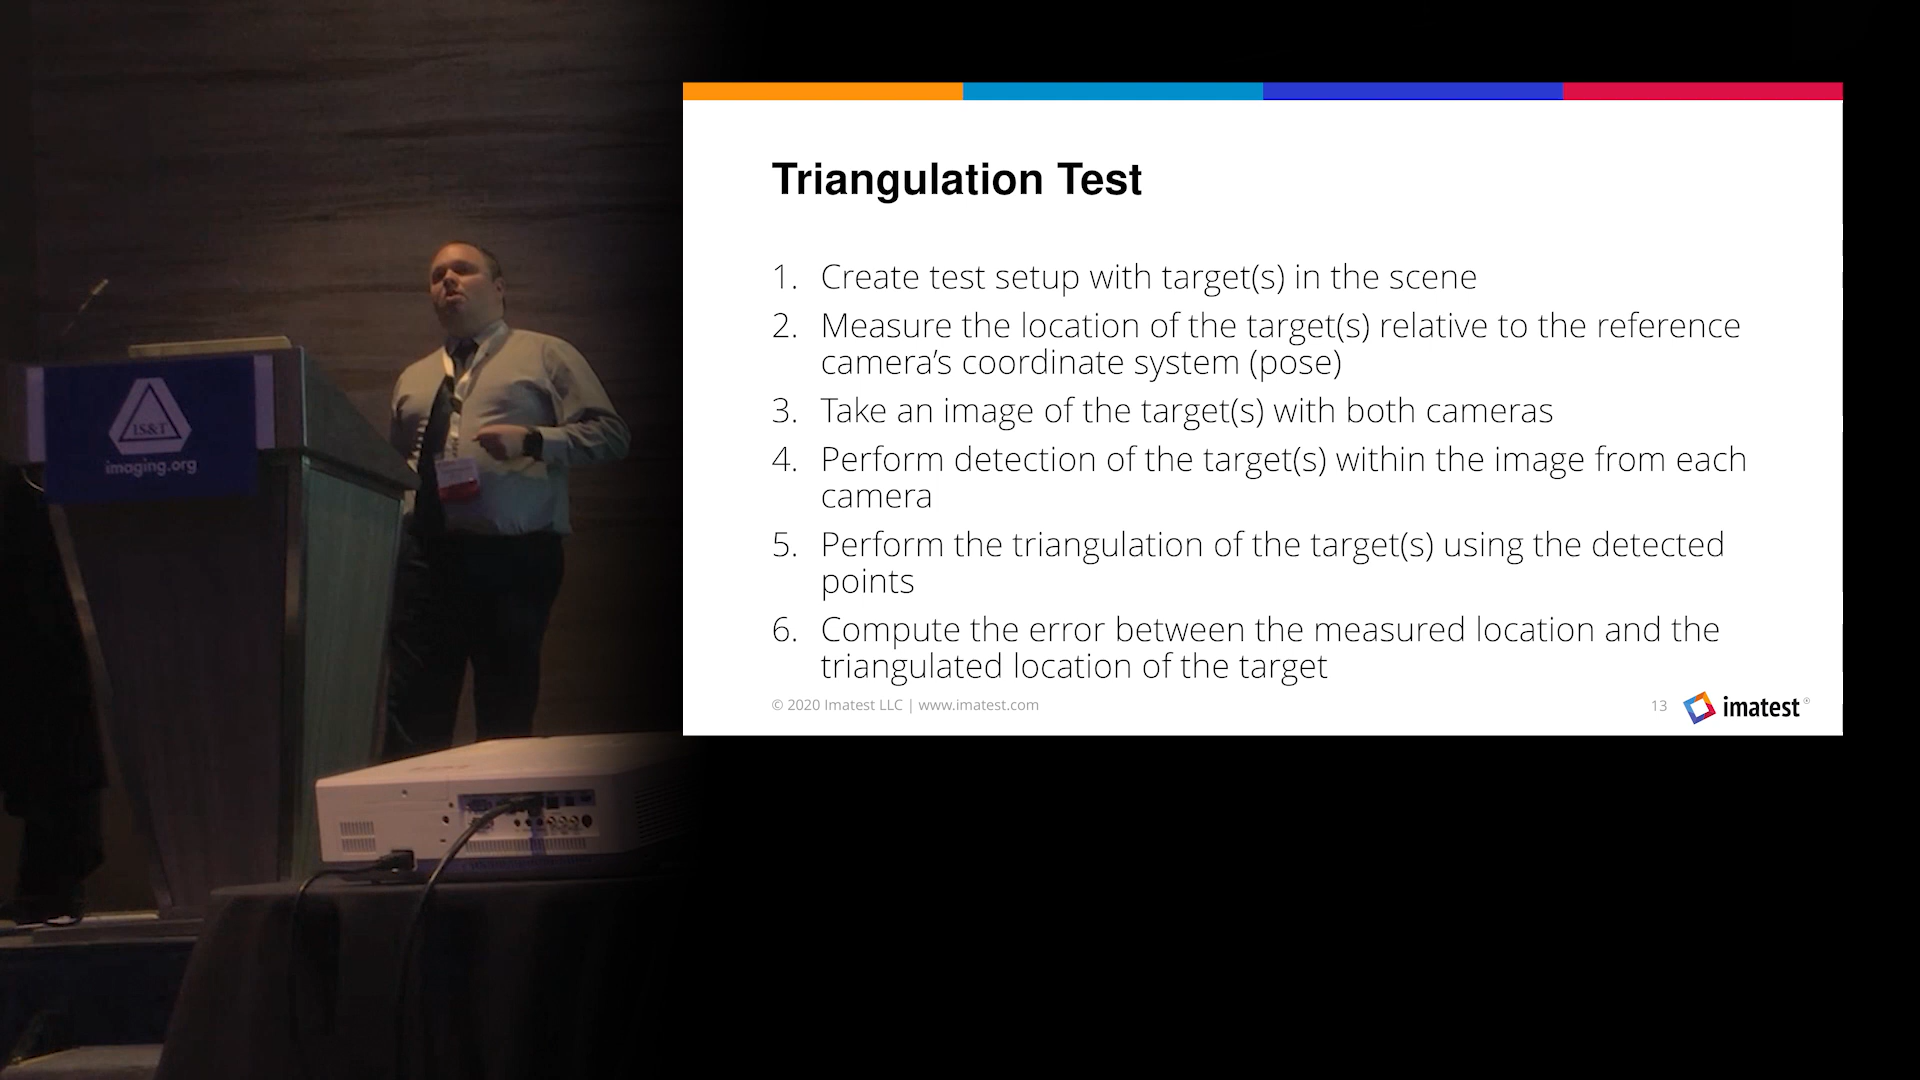 IS&T
imaging.org
Triangulation Test
1. Create test setup with target(s) in the scene
2. Measure the location of the target(s) relative to the reference
camera’s coordinate system (pose)
3. Take an image of the target(s) with both cameras
4. Perform detection of the target(s) within the image from each
camera
5. Perform the triangulation of the target(s) using the detected
points
6. Compute the error between the measured location and the
triangulated location of the target
© 2020 Imatest LLC | www.imatest.com
13
imatest®